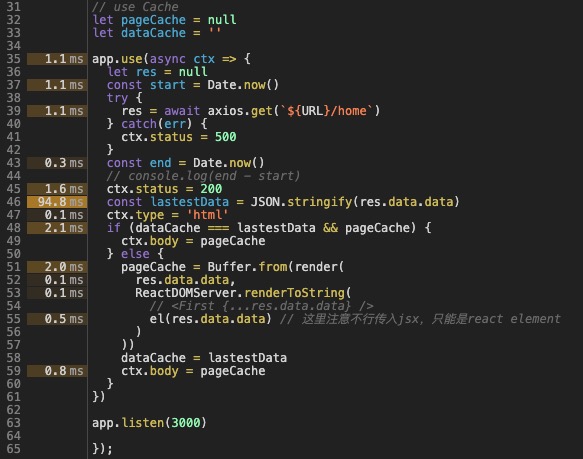 31 // use Cache
32 let pageCache = null
33 let dataCache = ''
34
35 1.1 ms app.use(async ctx => {
36 let res = null
37 1.1 ms const start = Date.now()
38 try {
39 1.1 ms res = await axios.get(`${URL}/home`)
40 } catch(err) {
41 ctx.status = 500
42 }
43 0.3 ms const end = Date.now()
44 // console.log(end - start)
45 1.6 ms ctx.status = 200
46 94.8 ms const lastestData = JSON.stringify(res.data.data)
47 0.1 ms ctx.type = 'html'
48 2.1 ms if (dataCache === lastestData && pageCache) {
49 ctx.body = pageCache
50 } else {
51 2.0 ms pageCache = Buffer.from(render(
52 0.1 ms res.data.data,
53 0.1 ms ReactDOMServer.renderToString(
54 // <First {...res.data.data} />
55 0.5 ms el(res.data.data) // 这里注意不行传入jsx, 只能是react element
56 )
57 ))
58 dataCache = lastestData
59 0.8 ms ctx.body = pageCache
60 }
61 })
62
63 app.listen(3000)
64
65 });